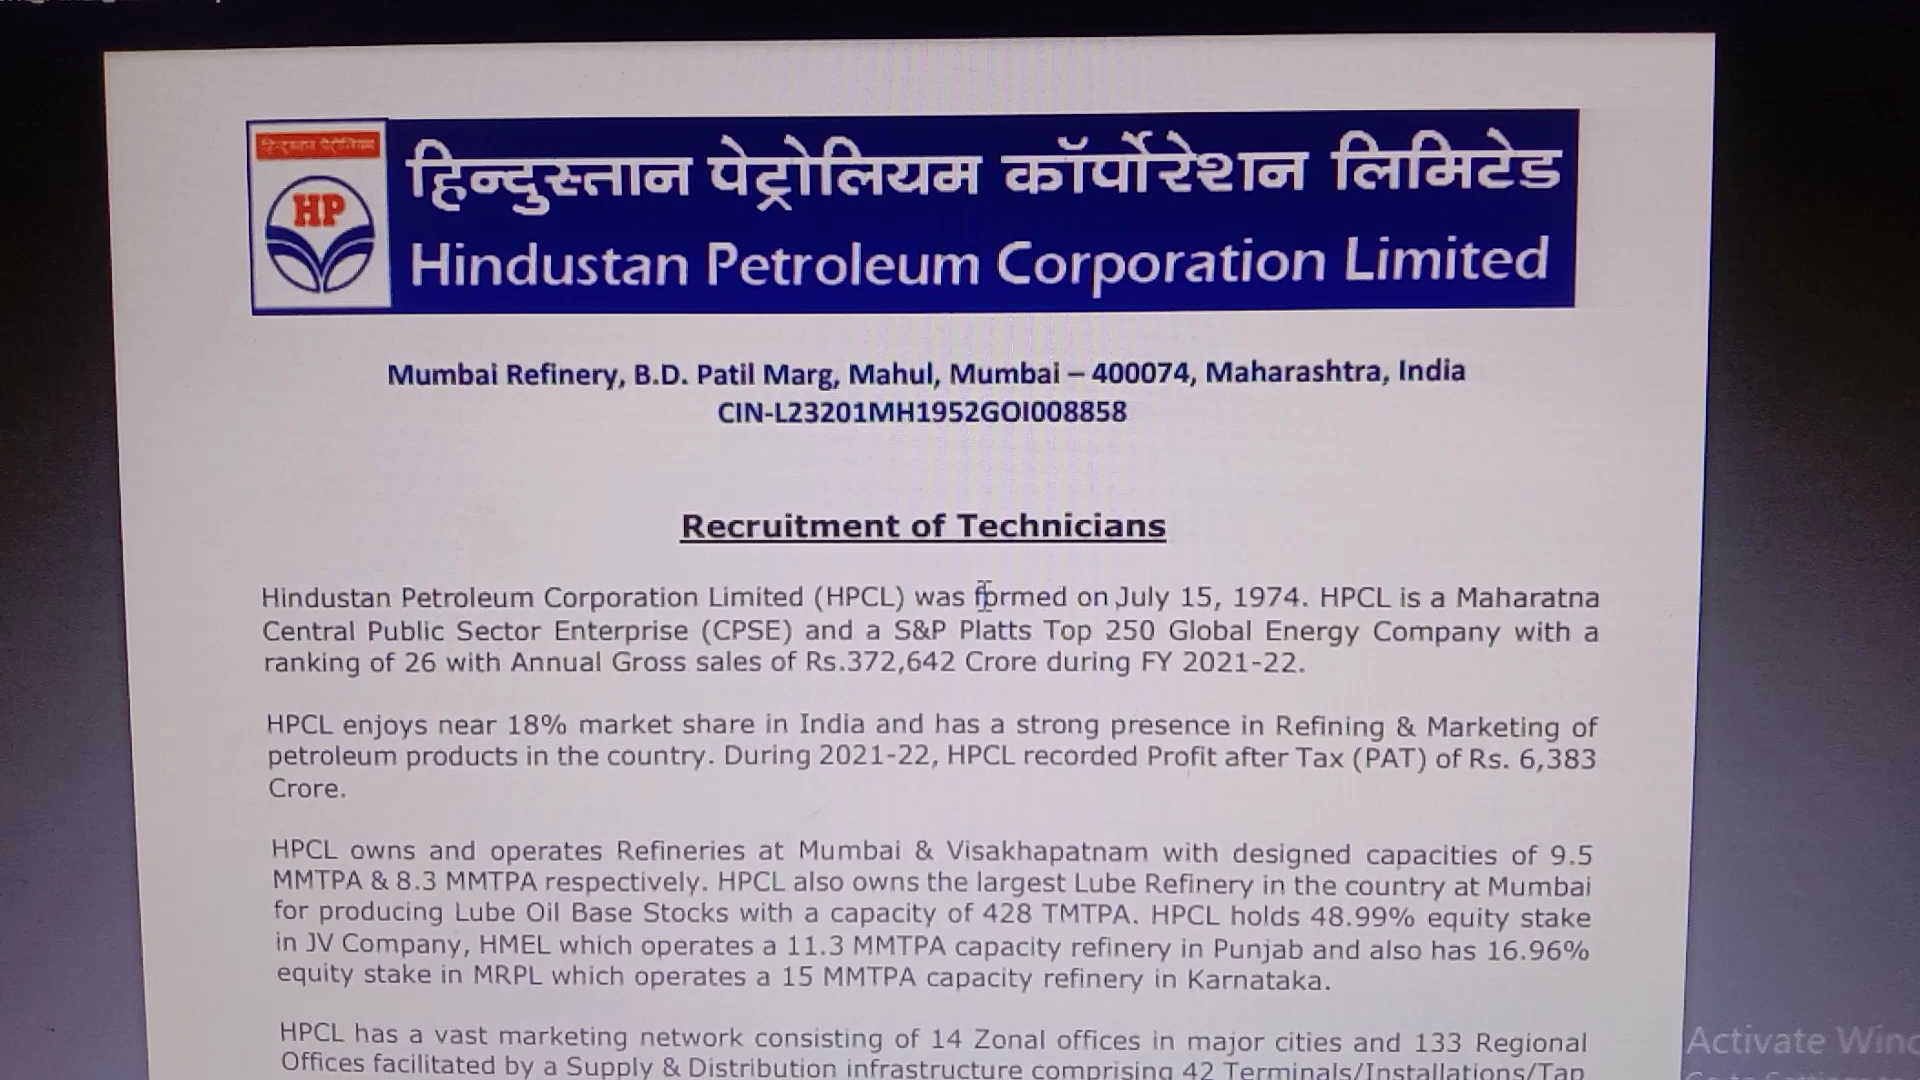 हिन्दुस्तान पेट्रोलियम
HP
हिन्दुस्तान पेट्रोलियम कॉर्पोरेशन लिमिटेड
Hindustan Petroleum Corporation Limited
Mumbai Refinery, B.D. Patil Marg, Mahul, Mumbai – 400074, Maharashtra, India
CIN-L23201MH1952GOI008858
Recruitment of Technicians
Hindustan Petroleum Corporation Limited (HPCL) was formed on July 15, 1974. HPCL is a Maharatna
Central Public Sector Enterprise (CPSE) and a S&P Platts Top 250 Global Energy Company with a
ranking of 26 with Annual Gross sales of Rs.372,642 Crore during FY 2021-22.
HPCL enjoys near 18% market share in India and has a strong presence in Refining & Marketing of
petroleum products in the country. During 2021-22, HPCL recorded Profit after Tax (PAT) of Rs. 6,383
Crore.
HPCL owns and operates Refineries at Mumbai & Visakhapatnam with designed capacities of 9.5
MMTPA & 8.3 MMTPA respectively. HPCL also owns the largest Lube Refinery in the country at Mumbai
for producing Lube Oil Base Stocks with a capacity of 428 TMTPA. HPCL holds 48.99% equity stake
in JV Company, HMEL which operates a 11.3 MMTPA capacity refinery in Punjab and also has 16.96%
equity stake in MRPL which operates a 15 MMTPA capacity refinery in Karnataka.
HPCL has a vast marketing network consisting of 14 Zonal offices in major cities and 133 Regional
Offices facilitated by a Supply & Distribution infrastructure comprising 42 Terminals/Installations/Tap
Activate Wind